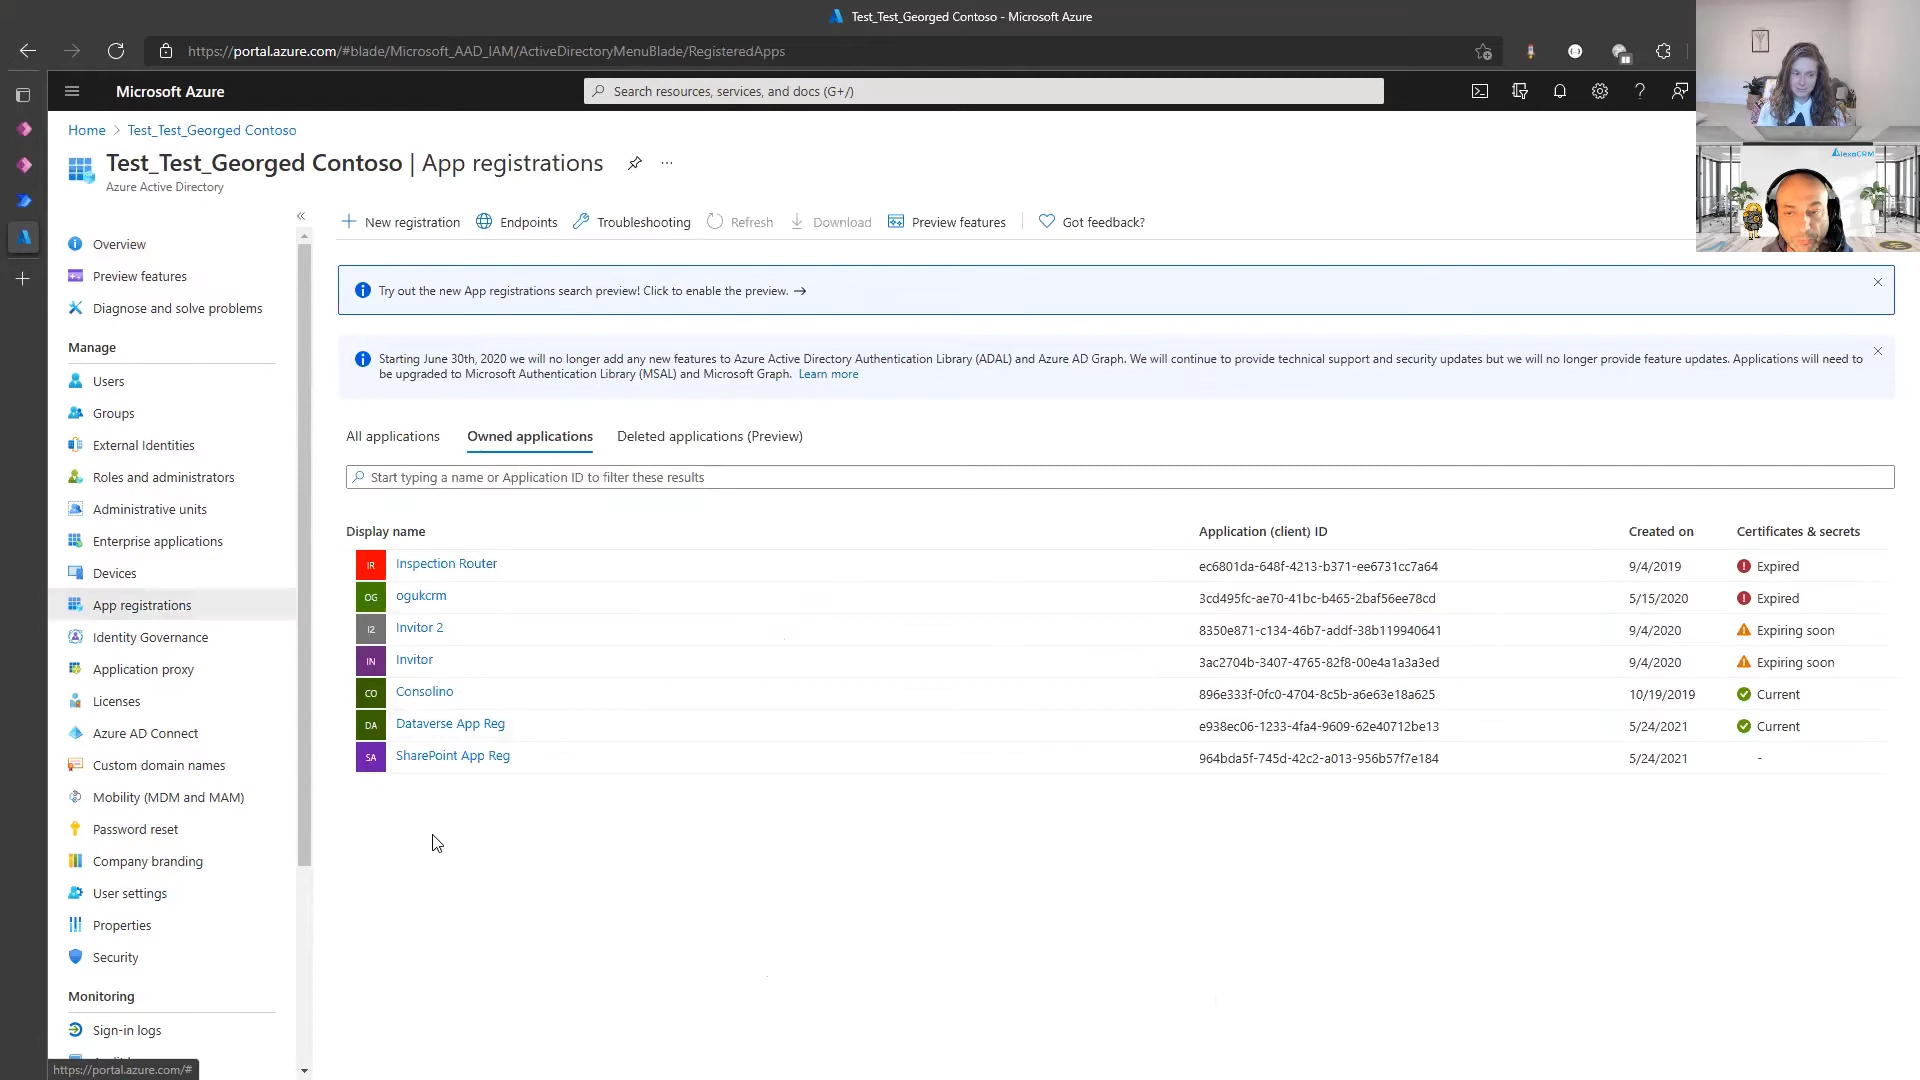 Test_Test_Georged Contoso - Microsoft Azure
https://portal.azure.com/#blade/Microsoft_AAD_IAM/ActiveDirectoryMenuBlade/RegisteredApps
Microsoft Azure
Search resources, services, and docs (G+/)
AlexaCRM
Home > Test_Test_Georged Contoso
Test_Test_Georged Contoso | App registrations
Azure Active Directory
New registration Endpoints Troubleshooting Refresh Download Preview features Got feedback?
Try out the new App registrations search preview! Click to enable the preview. →
Starting June 30th, 2020 we will no longer add any new features to Azure Active Directory Authentication Library (ADAL) and Azure AD Graph. We will continue to provide technical support and security updates but we will no longer provide feature updates. Applications will need to
be upgraded to Microsoft Authentication Library (MSAL) and Microsoft Graph. Learn more
Overview
Preview features
Diagnose and solve problems
Manage
Users
Groups
External Identities
Roles and administrators
Administrative units
Enterprise applications
Devices
App registrations
Identity Governance
Application proxy
Licenses
Azure AD Connect
Custom domain names
Mobility (MDM and MAM)
Password reset
Company branding
User settings
Properties
Security
Monitoring
Sign-in logs
https://portal.azure.com/#
All applications Owned applications Deleted applications (Preview)
Start typing a name or Application ID to filter these results
Display name Application (client) ID Created on Certificates & secrets
IR Inspection Router ec6801da-648f-4213-b371-ee6731cc7a64 9/4/2019 Expired
OG ogukcrm 3cd495fc-ae70-41bc-b465-2baf56ee78cd 5/15/2020 Expired
I2 Invitor 2 8350e871-c134-46b7-addf-38b119940641 9/4/2020 Expiring soon
IN Invitor 3ac2704b-3407-4765-82f8-00e4a1a3a3ed 9/4/2020 Expiring soon
CO Consolino 896e333f-0fc0-4704-8c5b-a6e63e18a625 10/19/2019 Current
DA Dataverse App Reg e938ec06-1233-4fa4-9609-62e40712be13 5/24/2021 Current
SA SharePoint App Reg 964bda5f-745d-42c2-a013-956b57f7e184 5/24/2021 -